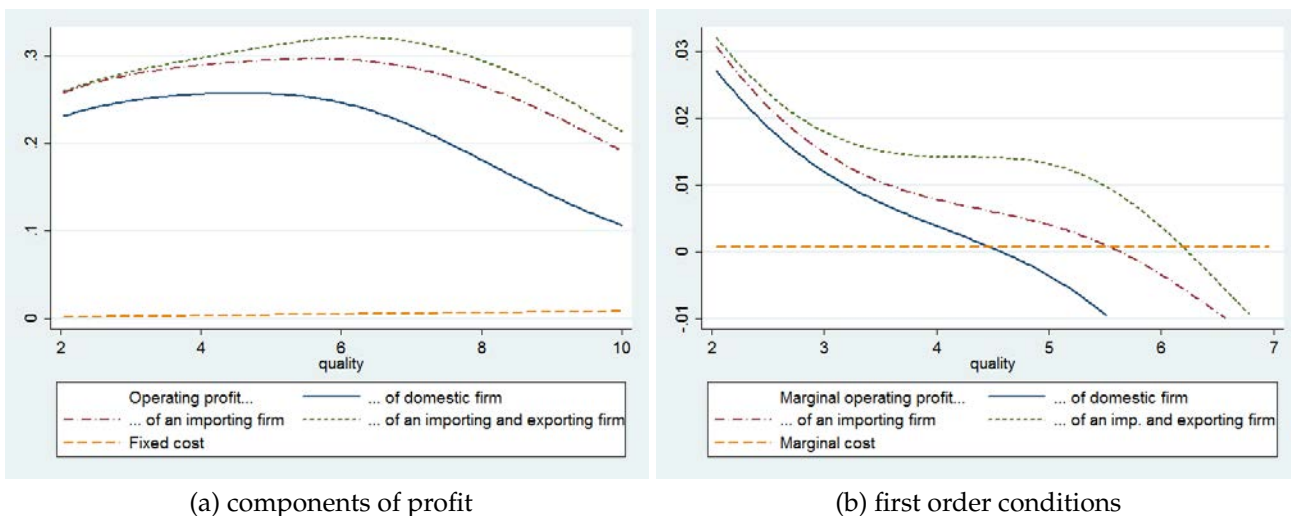 .3
.2
.1
0
2
4
6
8
10
quality
Operating profit...
... of domestic firm
... of an importing firm
... of an importing and exporting firm
Fixed cost
(a) components of profit
.03
.02
.01
0
-.01
2
3
4
5
6
7
quality
Marginal operating profit...
... of domestic firm
... of an importing firm
... of an imp. and exporting firm
Marginal cost
(b) first order conditions